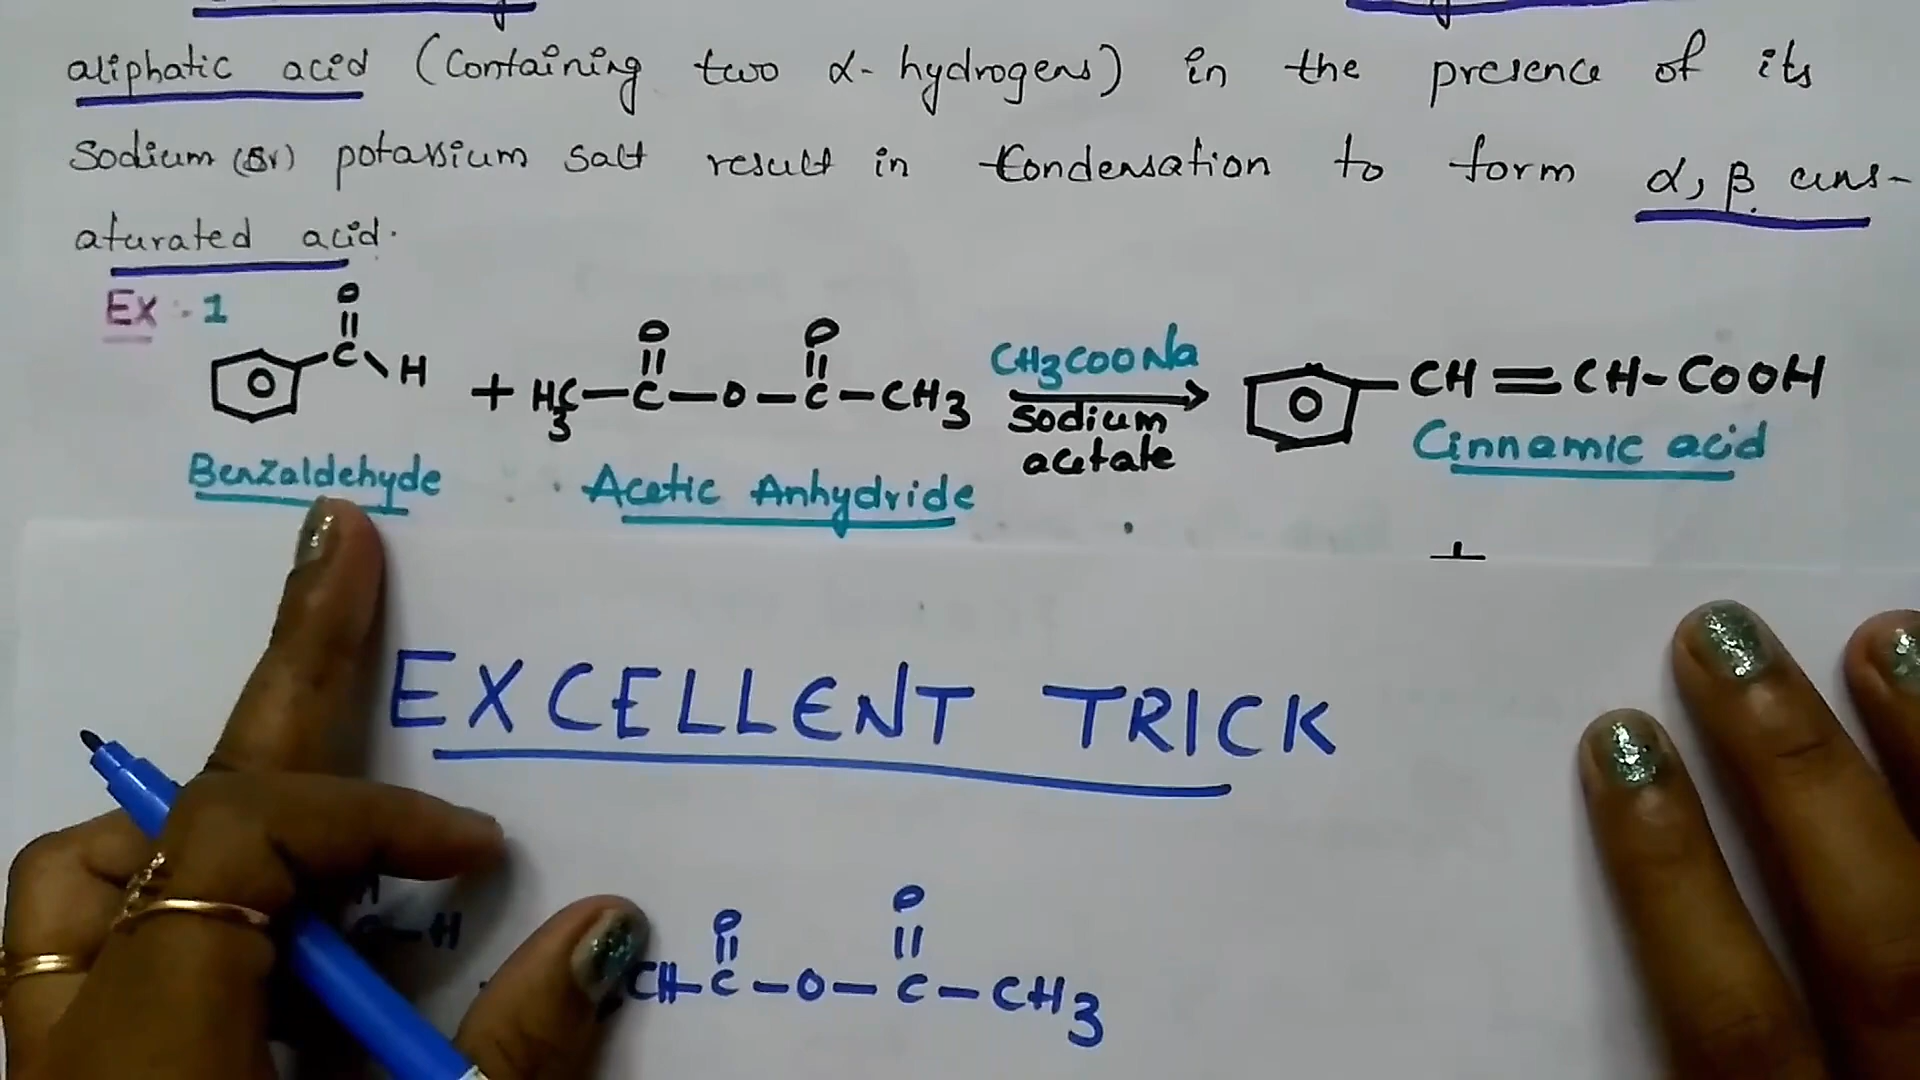 aliphatic acid (Containing two α-hydrogens) in the presence of its
Sodium (or) potassium salt result in Condensation to form α, β uns-
aturated acid.
Ex:- 1
O
||
C H
+ H3C-C-O-C-CH3
O O
|| ||
CH3COONa
Sodium
acetate
CH=CH-COOH
Cinnamic acid
Benzaldehyde
Acetic Anhydride
+
EXCELLENT TRICK
O O
|| ||
-H
CH-C-O-C-CH3